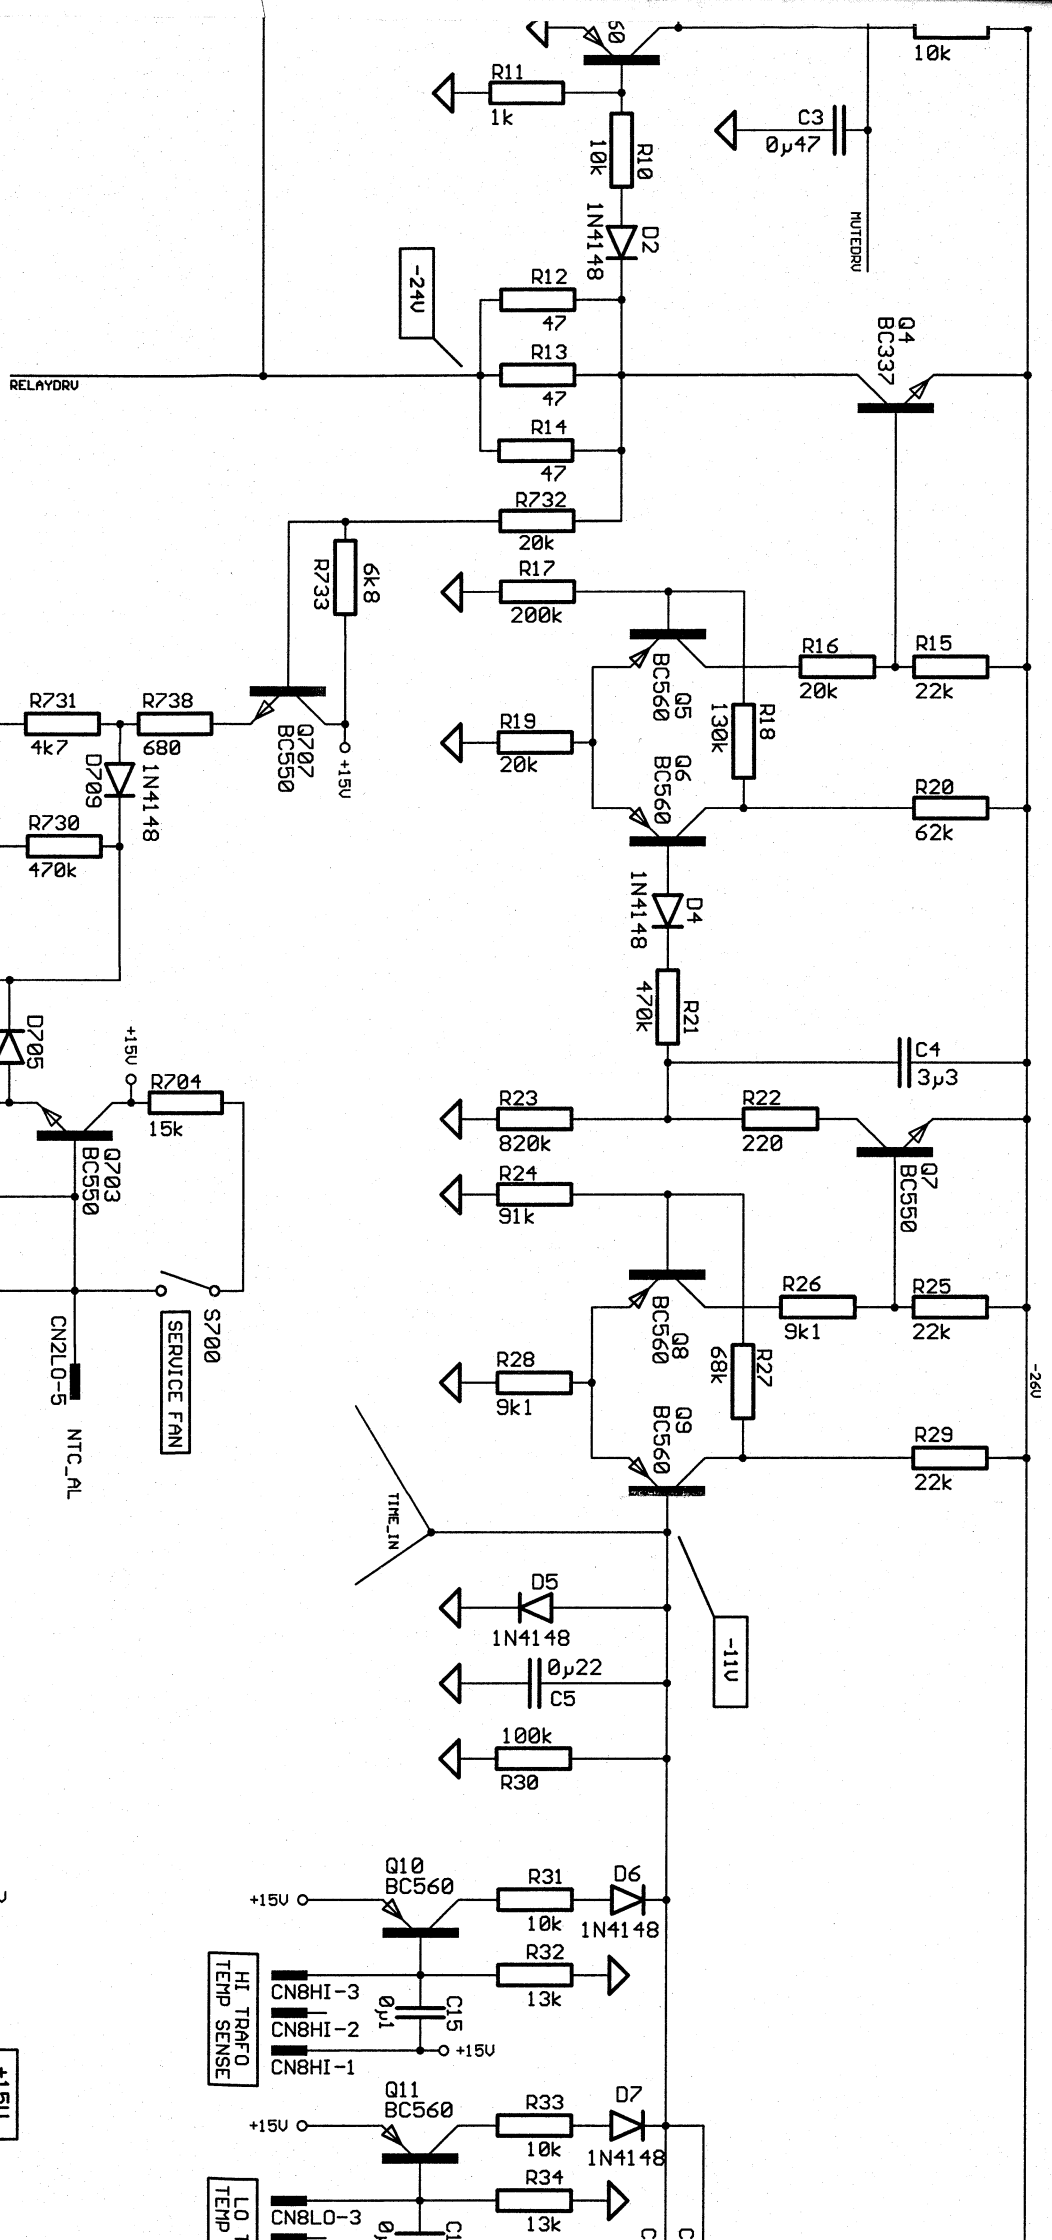 10k
R11
1k
C3
0µ47
R10
10k
MUTEDRV
D2
1N4148
-24V
R12
47
Q4
BC337
R13
47
RELAYDRV
R14
47
R732
20k
R733
6k8
R17
200k
R16
20k
R15
22k
Q5
BC560
R731
4k7
R738
680
Q707
BC550
+15V
R19
20k
R18
130k
Q6
BC560
D709
1N4148
R20
62k
R730
470k
D4
1N4148
R21
470k
D705
+15V
R704
15k
C4
3µ3
R23
820k
R22
220
Q703
BC550
Q7
BC550
R24
91k
S700
SERVICE FAN
CN2LO-5
NTC_AL
Q8
BC560
R26
9k1
R25
22k
R28
9k1
R27
68k
-26V
Q9
BC560
R29
22k
TIME_IN
D5
1N4148
-11V
0µ22
C5
100k
R30
Q10
BC560
+15V
R31
10k
D6
1N4148
HI TRAFO
TEMP SENSE
CN8HI-3
R32
13k
CN8HI-2
C15
0µ1
CN8HI-1
+15V
+15V
Q11
BC560
+15V
R33
10k
D7
1N4148
LO
TEMP
CN8LO-3
R34
13k